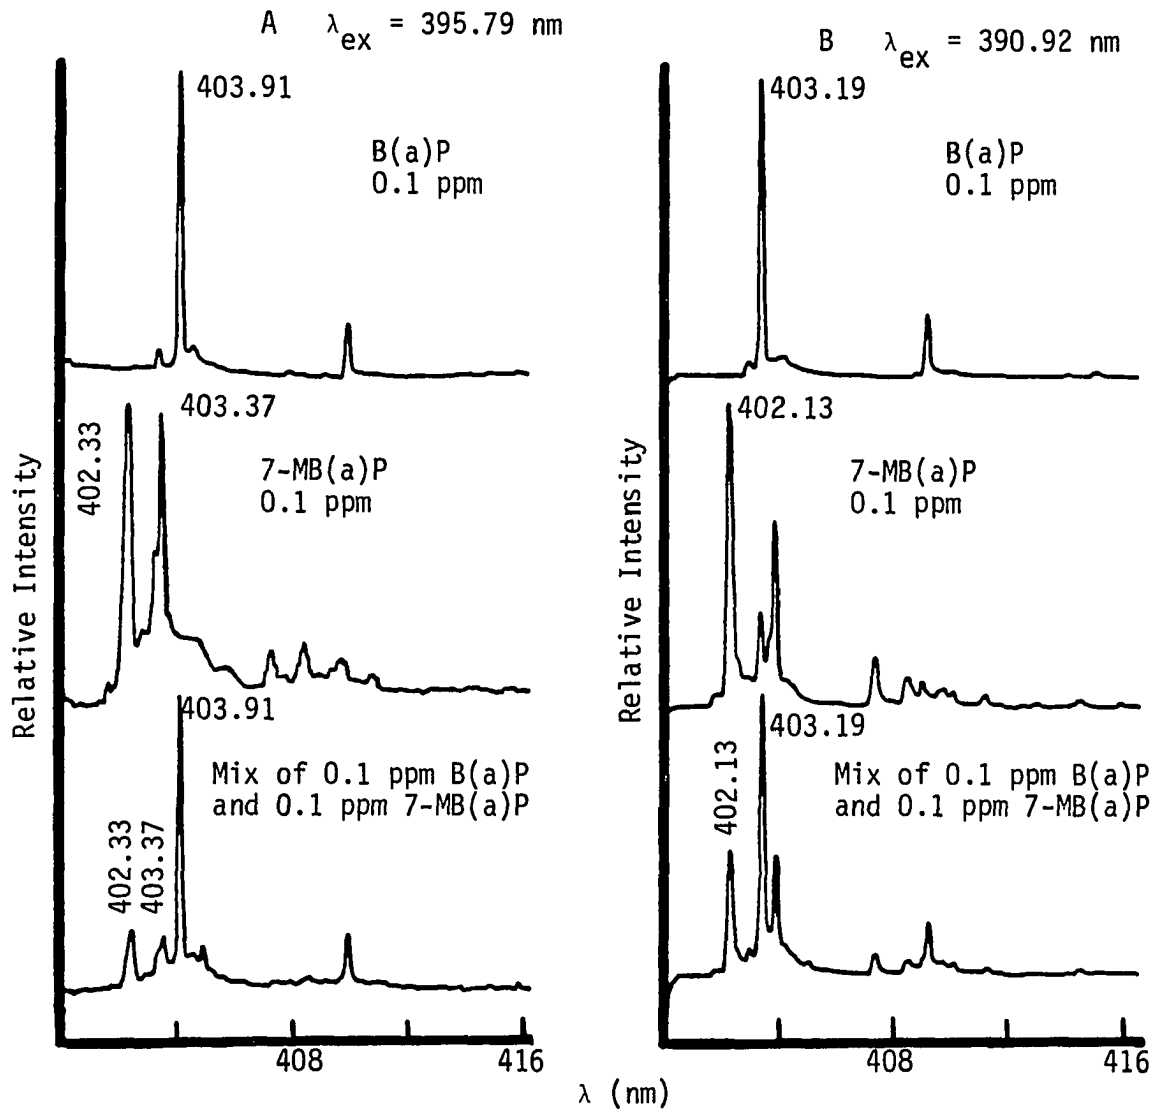 A λex = 395.79 nm
403.91
B(a)P
0.1 ppm
403.37
402.33
7-MB(a)P
0.1 ppm
403.91
Mix of 0.1 ppm B(a)P
and 0.1 ppm 7-MB(a)P
402.33
403.37
Relative Intensity
408
416
B λex = 390.92 nm
403.19
B(a)P
0.1 ppm
402.13
7-MB(a)P
0.1 ppm
403.19
402.13
Mix of 0.1 ppm B(a)P
and 0.1 ppm 7-MB(a)P
Relative Intensity
408
416
λ (nm)